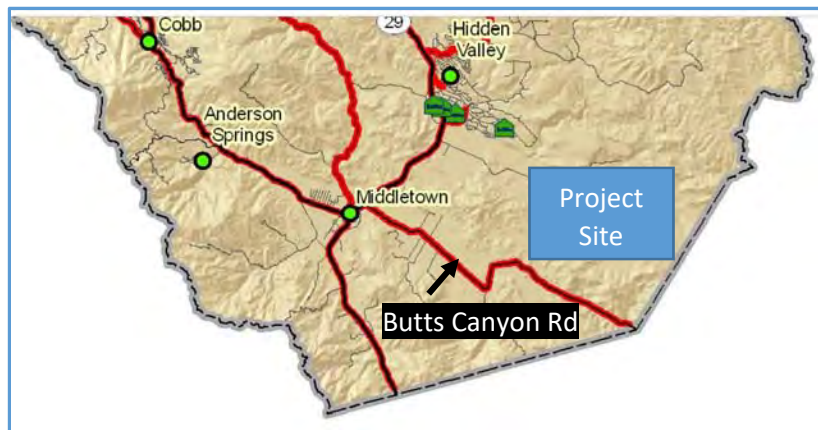 29
Cobb
Hidden
Valley
Anderson
Springs
Middletown
Project
Site
Butts Canyon Rd